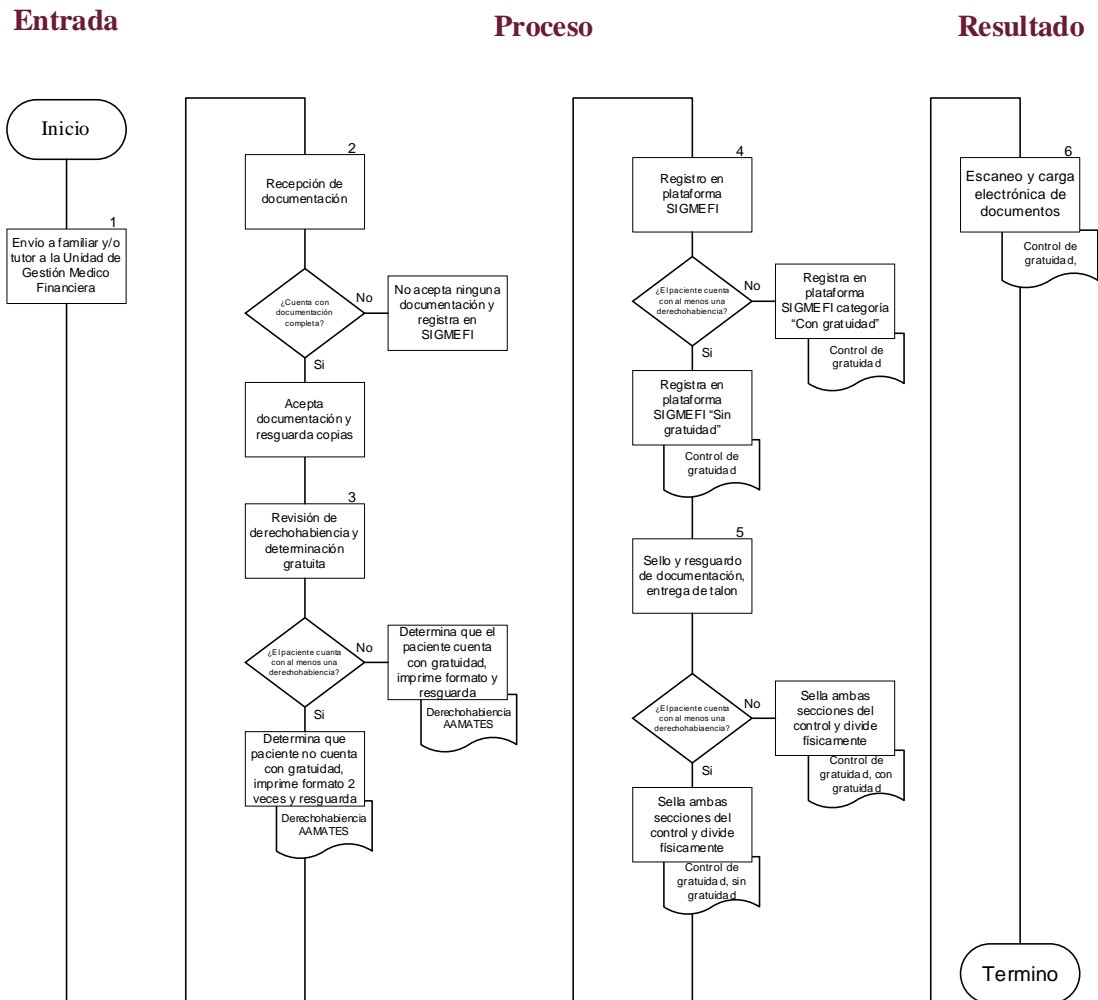 Entrada
Proceso
Resultado
Inicio
1
Envío a familiar y/o
tutor a la Unidad de
Gestión Medico
Financiera
2
Recepción de
documentación
¿Cuenta con
documentación
completa?
No
No acepta ninguna
documentación y
registra en
SIGMEFI
Si
Acepta
documentación y
resguarda copias
3
Revisión de
derechohabiencia y
determinación
gratuita
¿El paciente cuanta
con al menos una
derechohabiencia?
No
Determina que el
paciente cuenta
con gratuidad,
imprime formato y
resguarda
Derechohabiencia
AAMATES
Si
Determina que
paciente no cuenta
con gratuidad,
imprime formato 2
veces y resguarda
Derechohabiencia
AAMATES
4
Registro en
plataforma
SIGMEFI
¿El paciente cuenta
con al menos una
derechohabiencia?
No
Registra en
plataforma
SIGMEFI categoría
“Con gratuidad”
Control de
gratuidad
Si
Registra en
plataforma
SIGMEFI “Sin
gratuidad”
Control de
gratuidad
5
Sello y resguardo
de documentación,
entrega de talon
¿El paciente cuenta
con al menos una
derechohabiaencia?
No
Sella ambas
secciones del
control y divide
físicamente
Control de
gratuidad, con
gratuidad
Si
Sella ambas
secciones del
control y divide
físicamente
Control de
gratuidad, sin
gratuidad
6
Escaneo y carga
electrónica de
documentos
Control de
gratuidad,
Termino